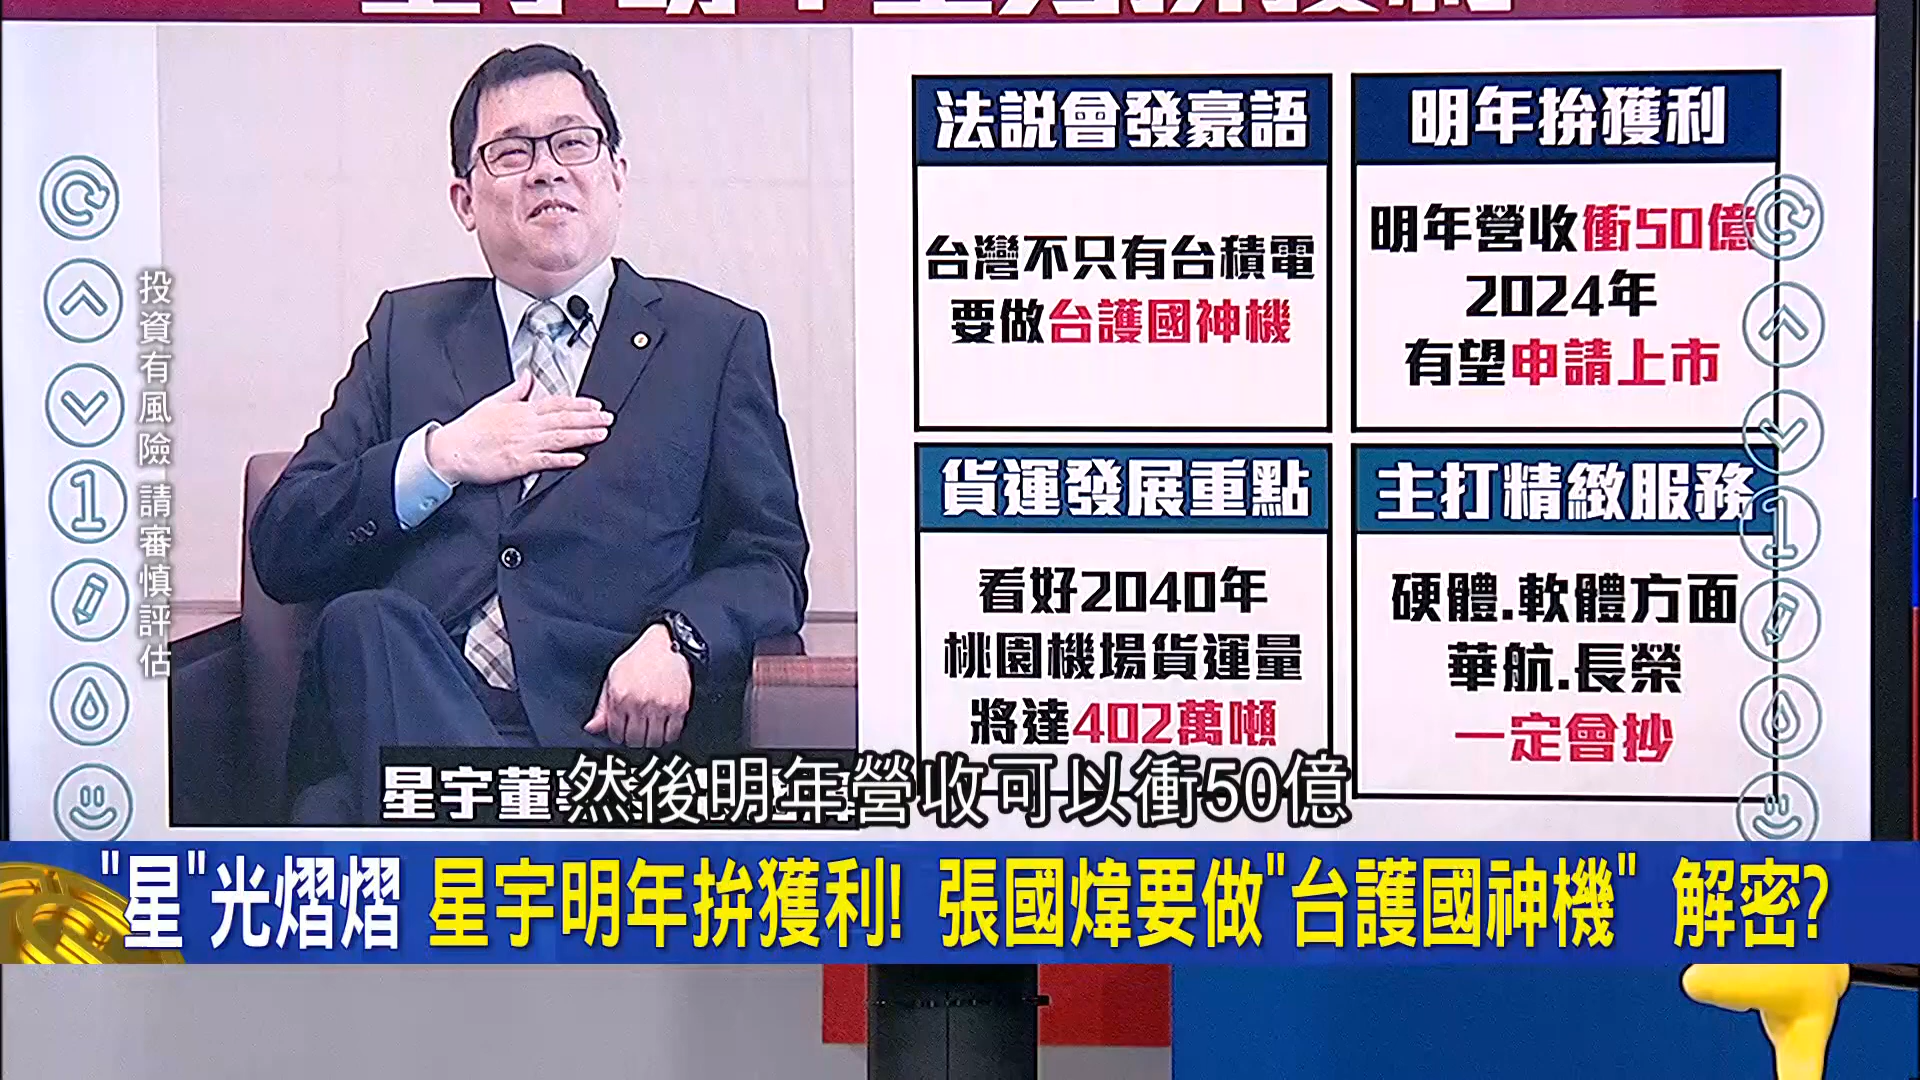 法說會發豪語
台灣不只有台積電
要做台護國神機
明年拚獲利
明年營收衝50億
2024年
有望申請上市
貨運發展重點
看好2040年
桃園機場貨運量
將達402萬噸
主打精緻服務
硬體.軟體方面
華航.長榮
一定會抄
投資有風險 請審慎評估
1
1
星宇董
然後明年營收可以衝50億
"星"光熠熠 星宇明年拚獲利! 張國煒要做"台護國神機" 解密?